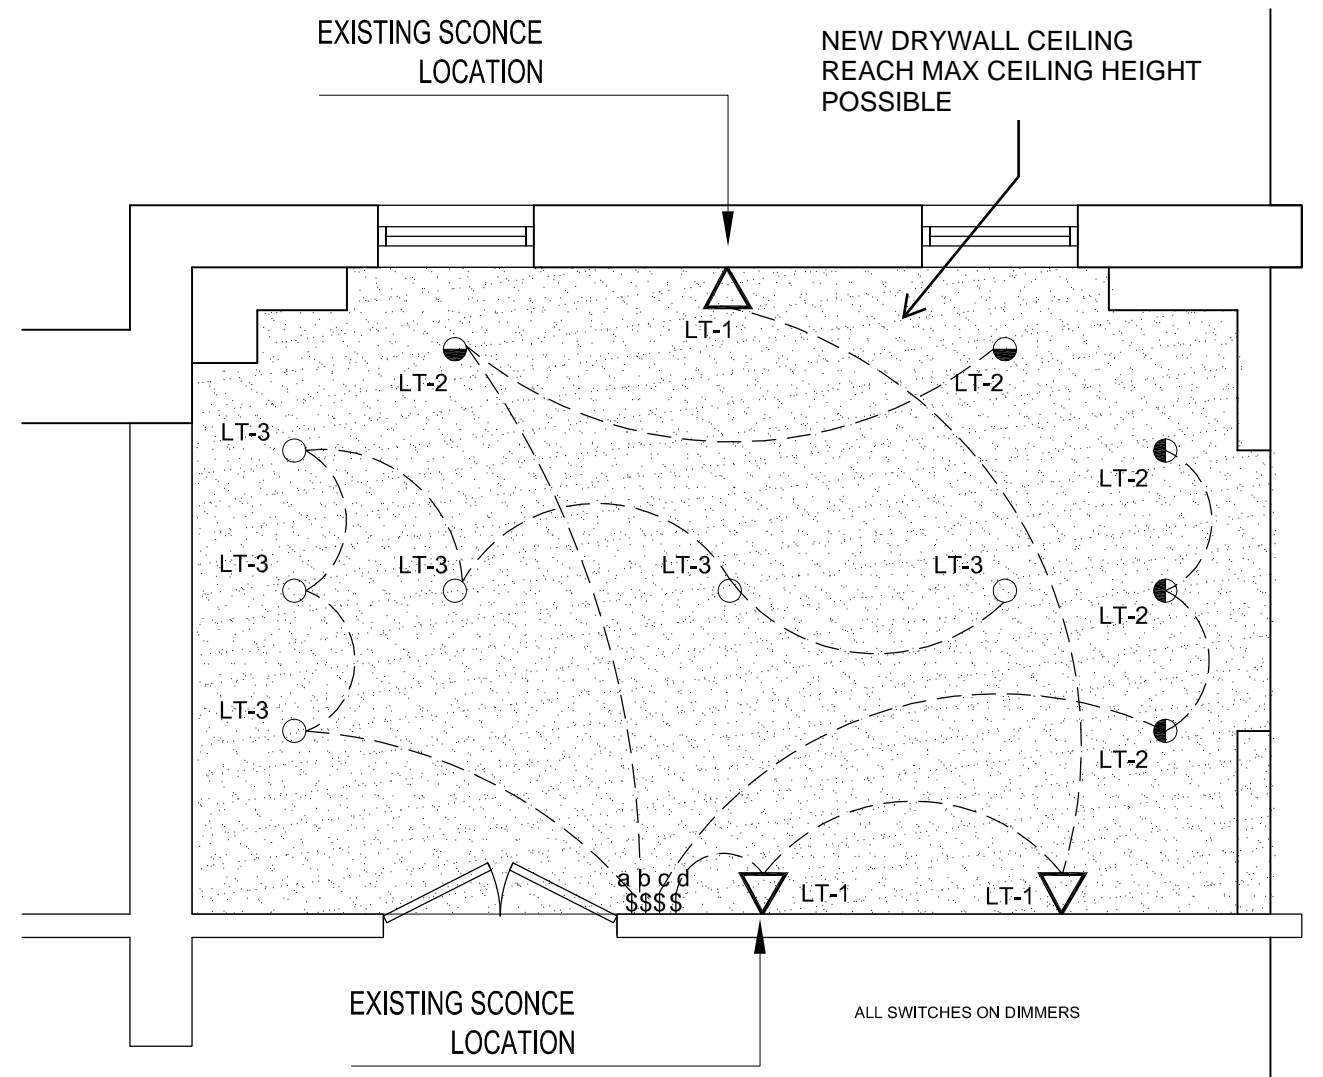 EXISTING SCONCE
LOCATION
NEW DRYWALL CEILING
REACH MAX CEILING HEIGHT
POSSIBLE
LT-1
LT-2
LT-2
LT-3
LT-2
LT-3
LT-3
LT-3
LT-3
LT-2
LT-3
LT-2
a b c d
$$$$
LT-1
LT-1
EXISTING SCONCE
LOCATION
ALL SWITCHES ON DIMMERS